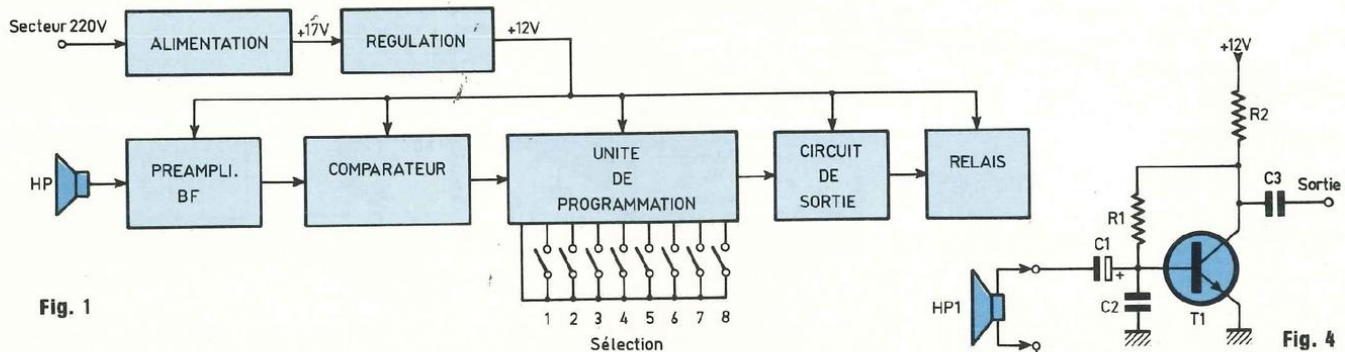 Secteur 220V
ALIMENTATION
+17V
REGULATION
+12V
HP
PREAMPLI.
BF
COMPARATEUR
UNITE
DE
PROGRAMMATION
CIRCUIT
DE
SORTIE
RELAIS
1 2 3 4 5 6 7 8
Sélection
Fig. 1
+12V
R2
C3
Sortie
R1
C1
+
C2
T1
HP1
Fig. 4